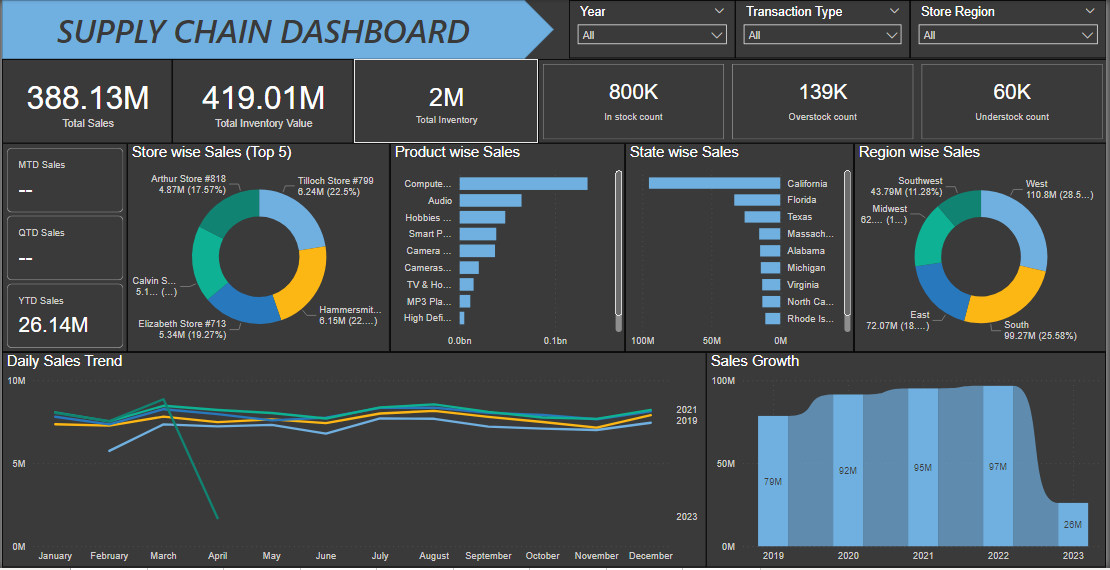 SUPPLY CHAIN DASHBOARD
Year
All
Transaction Type
All
Store Region
All
388.13M
Total Sales
419.01M
Total Inventory Value
2M
Total Inventory
800K
In stock count
139K
Overstock count
60K
Understock count
MTD Sales
--
QTD Sales
--
YTD Sales
26.14M
Store wise Sales (Top 5)
Arthur Store #818
4.87M (17.57%)
Tilloch Store #799
6.24M (22.5%)
Calvin S...
5.1... (...)
Elizabeth Store #713
5.34M (19.27%)
Hammersmit...
6.15M (22....)
Product wise Sales
Compute...
Audio
Hobbies ...
Smart P...
Camera ...
Cameras...
TV & Ho...
MP3 Pla...
High Defi...
0.0bn
0.1bn
State wise Sales
California
Florida
Texas
Massach...
Alabama
Michigan
Virginia
North Ca...
Rhode Is...
100M
50M
0M
Region wise Sales
Southwest
43.79M (11.28%)
Midwest
62.... (1...)
West
110.8M (28.5...)
East
72.07M (18....)
South
99.27M (25.58%)
Daily Sales Trend
10M
5M
0M
2021
2019
2023
January
February
March
April
May
June
July
August
September
October
November
December
Sales Growth
100M
50M
0M
79M
92M
95M
97M
26M
2019
2020
2021
2022
2023